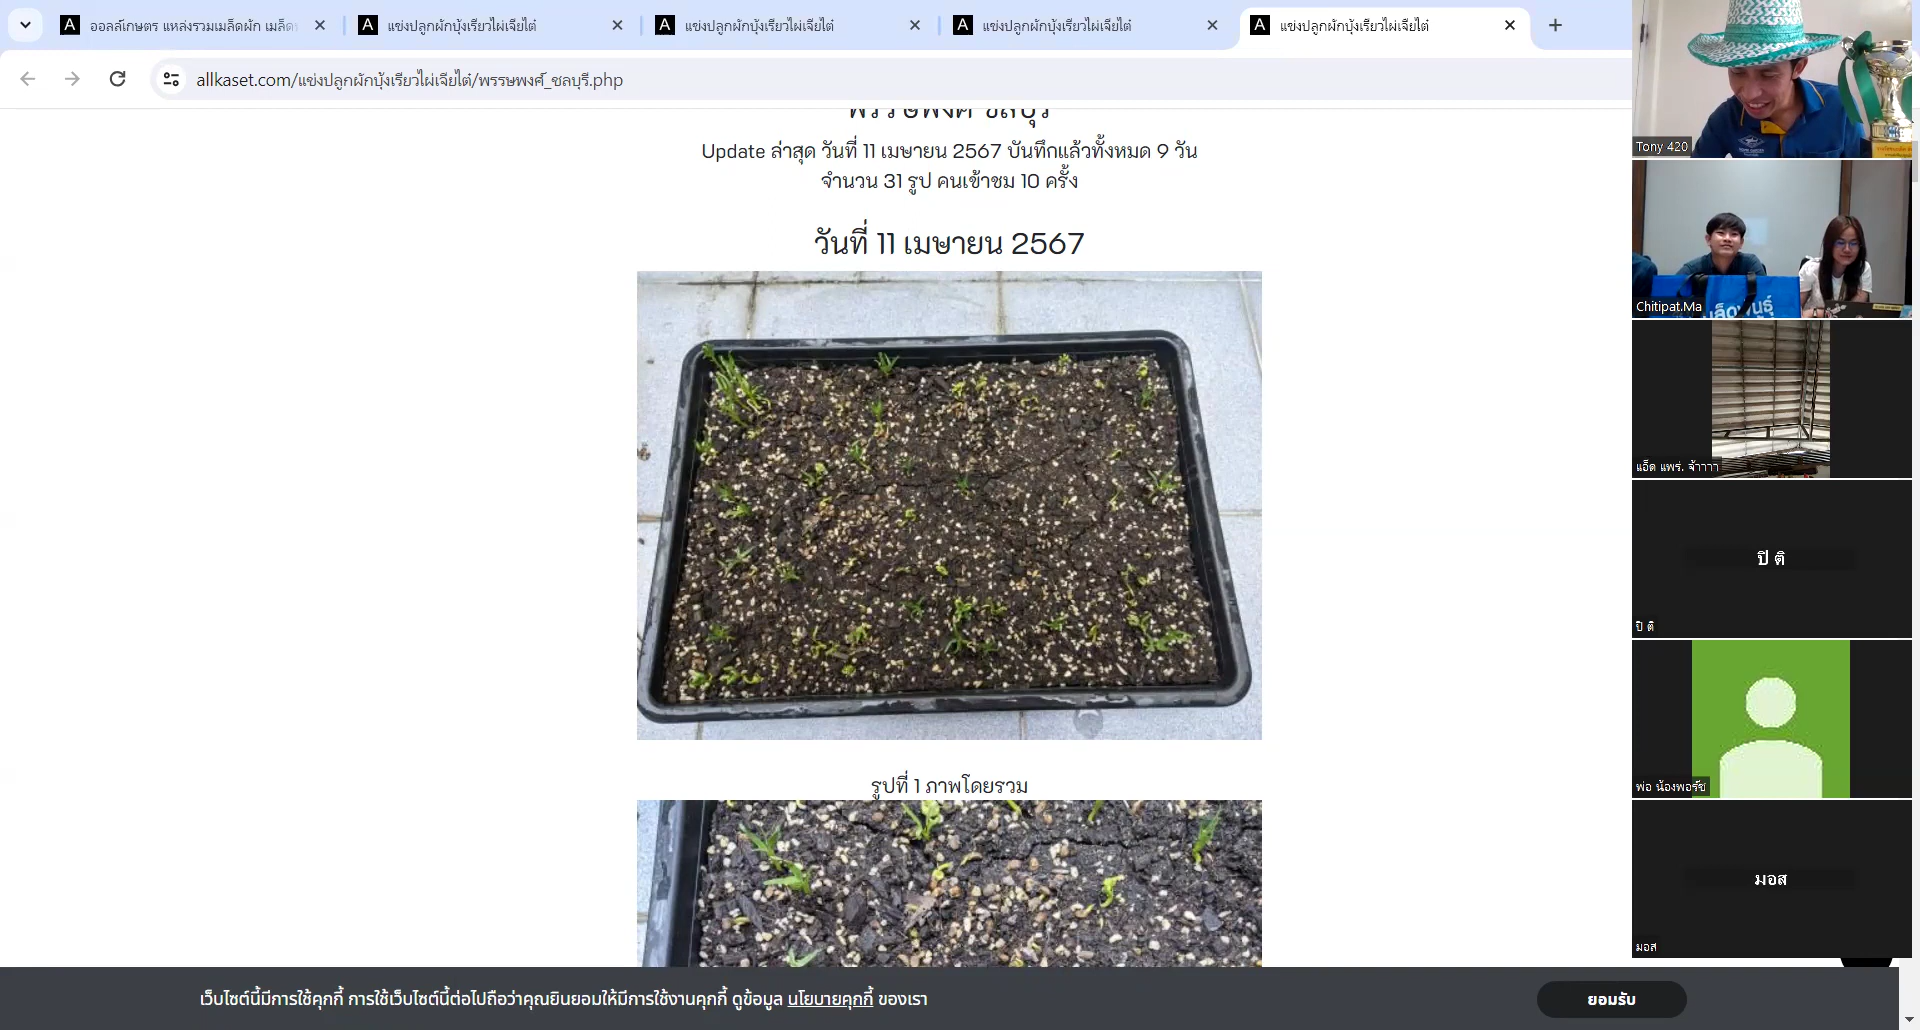 ออลล์เกษตร แหล่งรวมเมล็ดผัก เมล็ด
แข่งปลูกผักบุ้งเรียวไผ่เจียไต๋
แข่งปลูกผักบุ้งเรียวไผ่เจียไต๋
แข่งปลูกผักบุ้งเรียวไผ่เจียไต๋
แข่งปลูกผักบุ้งเรียวไผ่เจียไต๋
allkaset.com/แข่งปลูกผักบุ้งเรียวไผ่เจียไต๋/พรรษพงศ์_ชลบุรี.php
พรรษพงศ์ ชลบุรี
Update ล่าสุด วันที่ 11 เมษายน 2567 บันทึกแล้วทั้งหมด 9 วัน
จำนวน 31 รูป คนเข้าชม 10 ครั้ง
วันที่ 11 เมษายน 2567
รูปที่ 1 ภาพโดยรวม
เว็บไซต์นี้มีการใช้คุกกี้ การใช้เว็บไซต์นี้ต่อไปถือว่าคุณยินยอมให้มีการใช้งานคุกกี้ ดูข้อมูล นโยบายคุกกี้ ของเรา
ยอมรับ
Tony 420
Chitipat.Ma
แอ็ด แพร่. จ้าาาา
ปิ ติ
ปิ ติ
พ่อ น้องพอร์ช
มอส
มอส